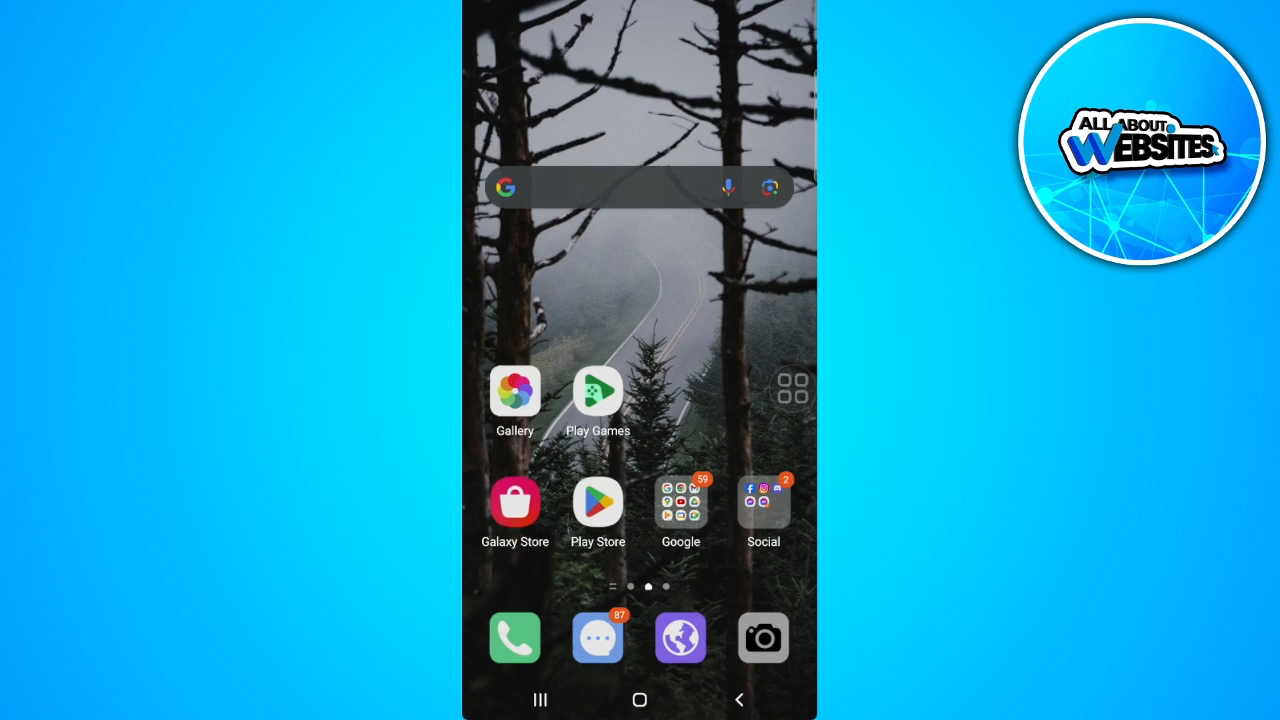 ALL ABOUT
WEBSITES
Gallery
Play Games
59
2
Galaxy Store
Play Store
Google
Social
87